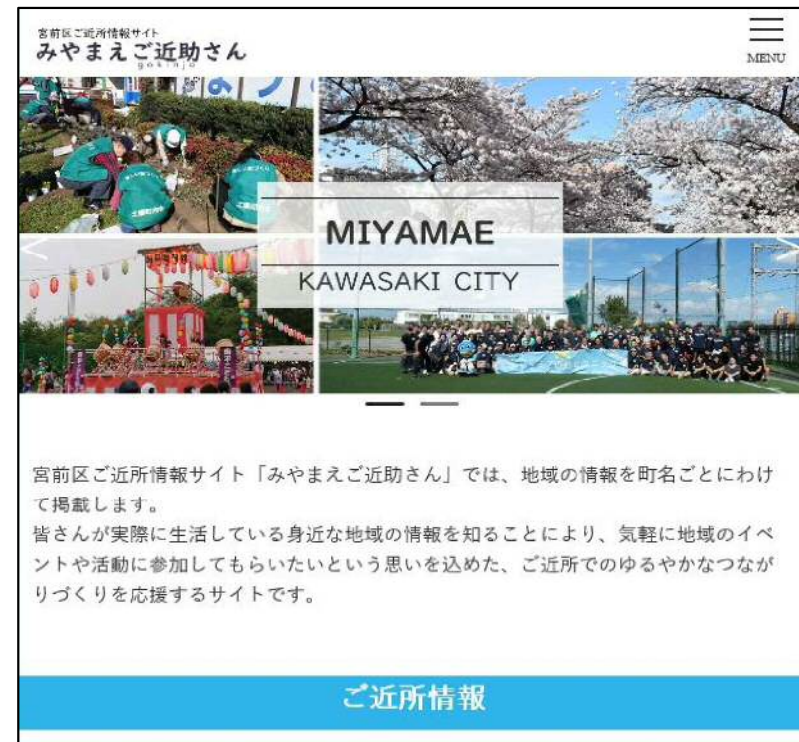 宮前区ご近所情報サイト
みやまえご近助さん
gokinjo
MENU
MIYAMAE
KAWASAKI CITY
宮前区ご近所情報サイト「みやまえご近助さん」では、地域の情報を町名ごとにわけ
て掲載します。
皆さんが実際に生活している身近な地域の情報を知ることにより、気軽に地域のイベ
ントや活動に参加してもらいたいという思いを込めた、ご近所でのゆるやかなつなが
りづくりを応援するサイトです。
ご近所情報